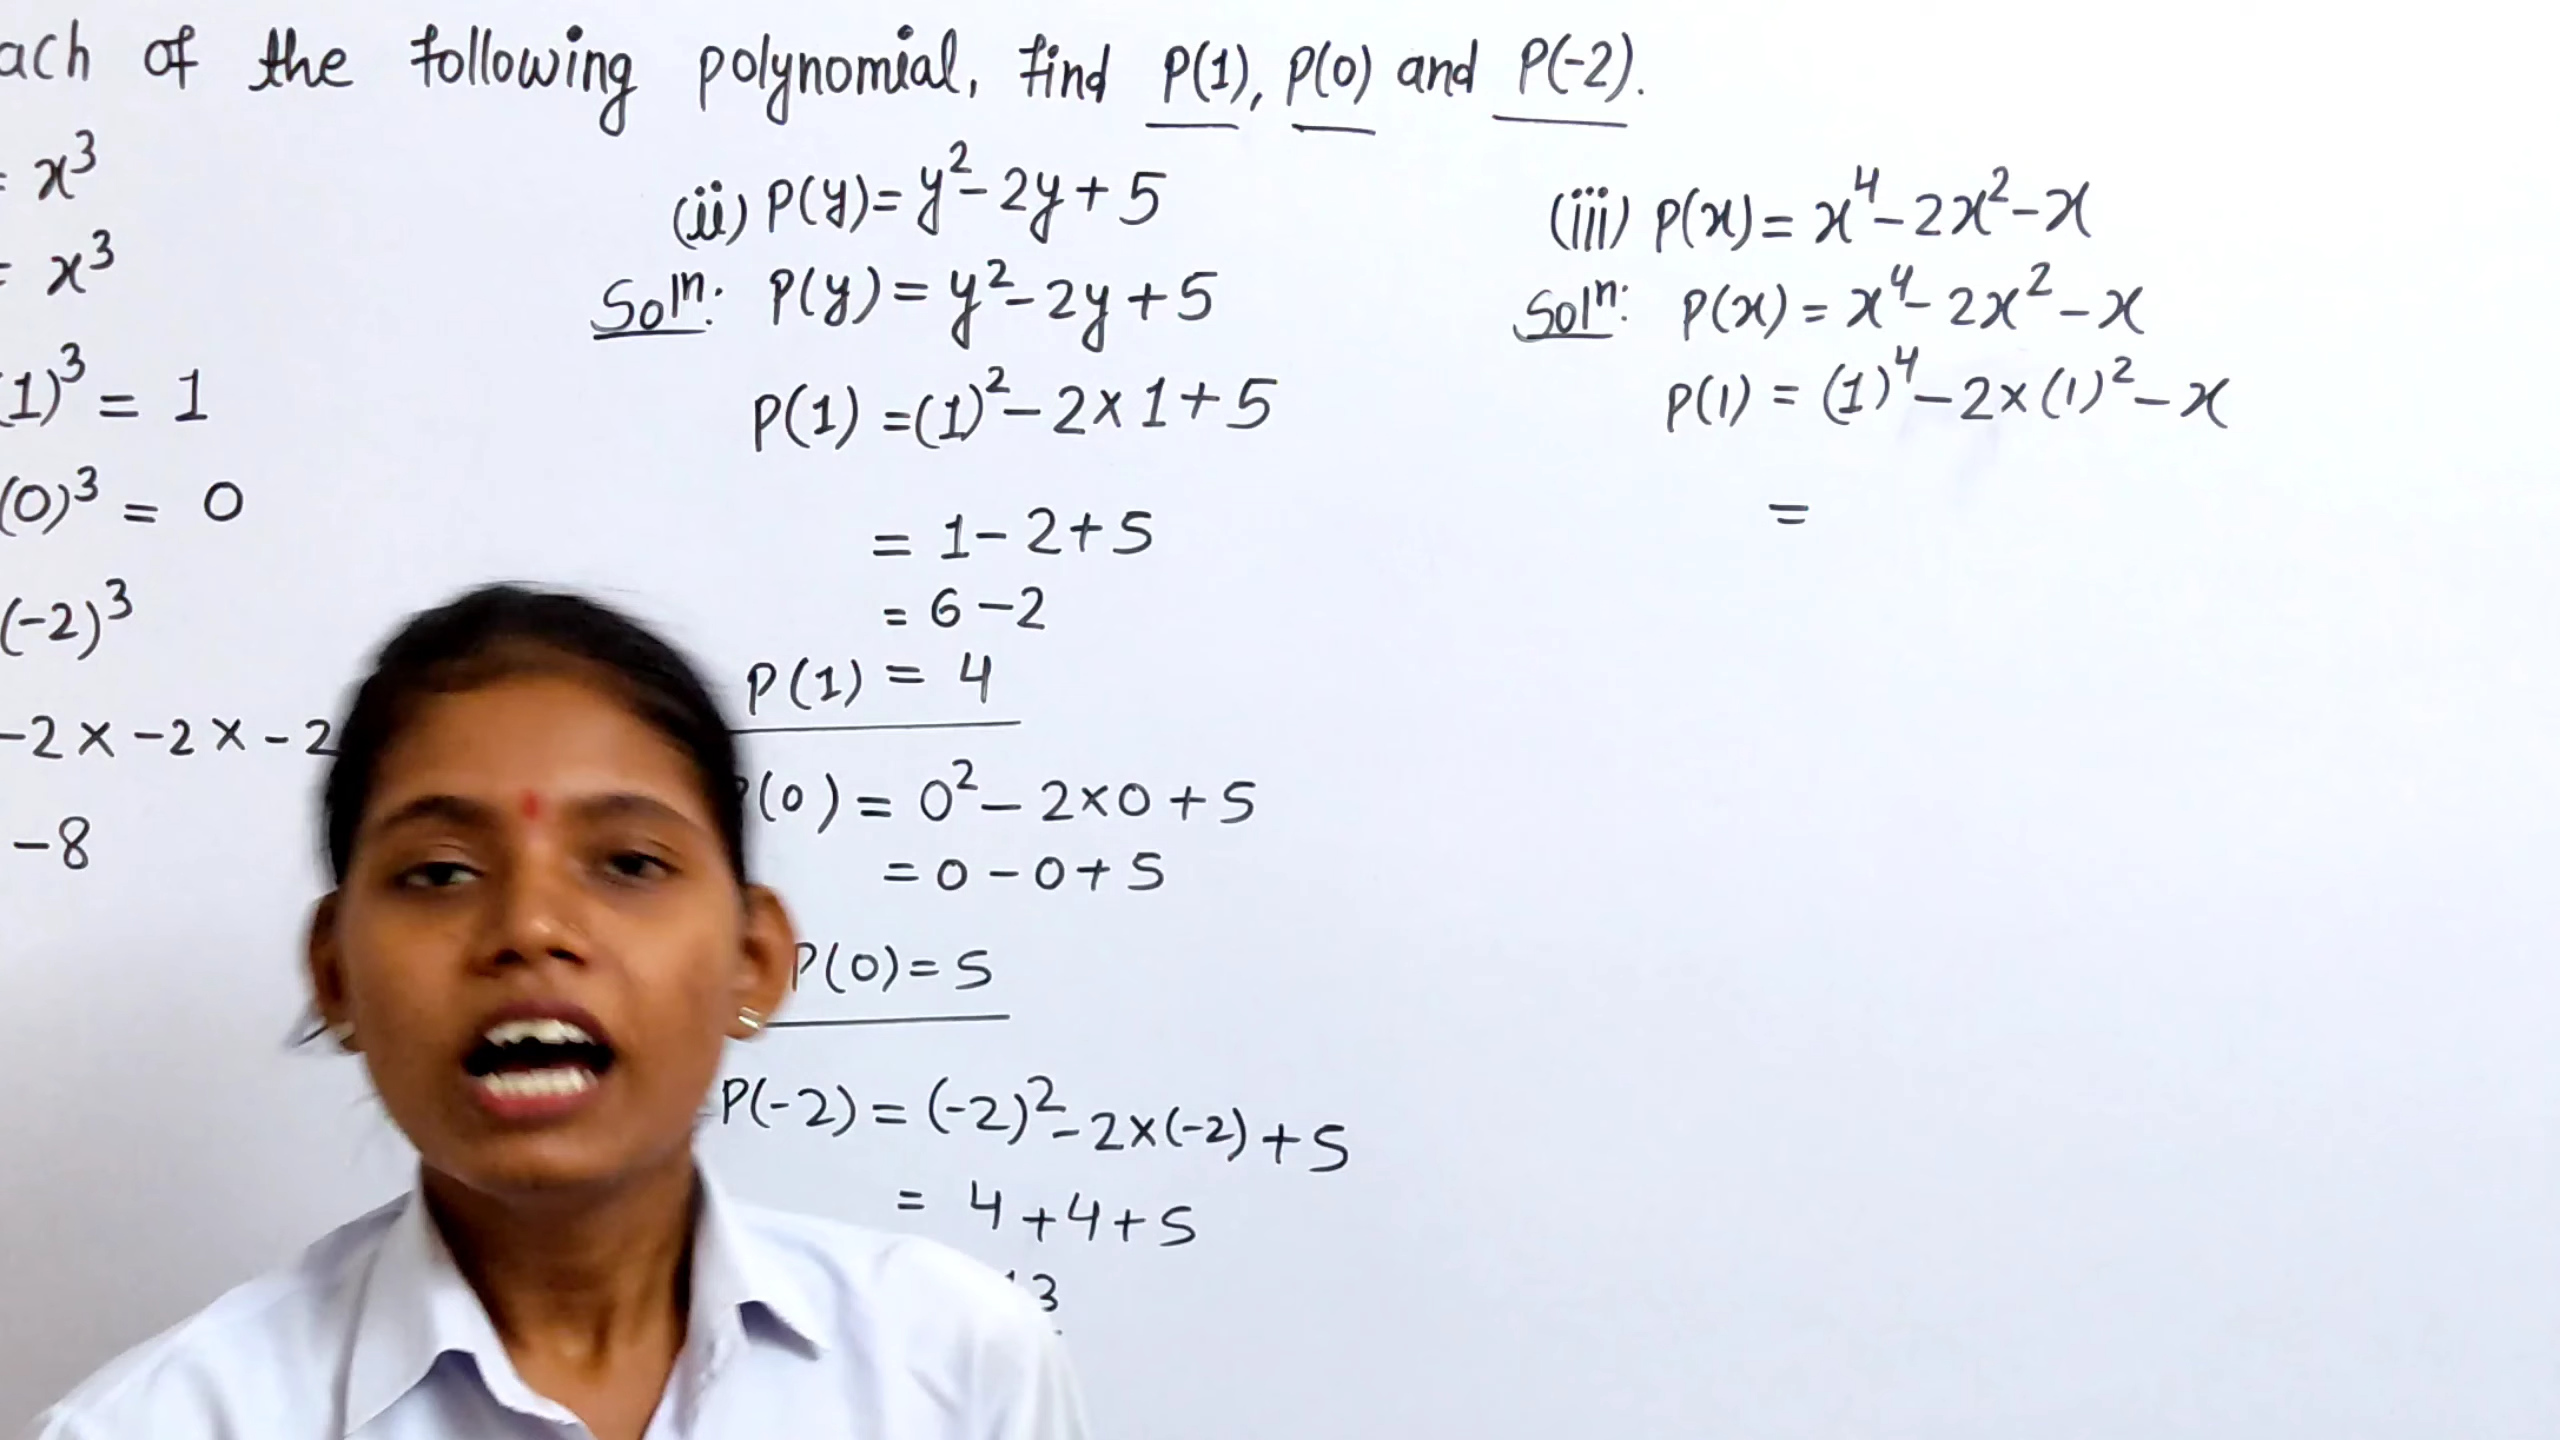 ach of the following polynomial, find P(1), P(0) and P(-2).
= x³
= x³
(1)³ = 1
(0)³ = 0
(-2)³
-2 × -2 × -2
-8
(ii) P(y) = y² - 2y + 5
Solⁿ: P(y) = y² - 2y + 5
P(1) = (1)² - 2 × 1 + 5
= 1 - 2 + 5
= 6 - 2
P(1) = 4
P(0) = 0² - 2×0 + 5
= 0 - 0 + 5
P(0) = 5
P(-2) = (-2)² - 2×(-2) + 5
= 4 + 4 + 5
13
(iii) P(x) = x⁴ - 2x² - x
Solⁿ: P(x) = x⁴ - 2x² - x
P(1) = (1)⁴ - 2 × (1)² - x
=